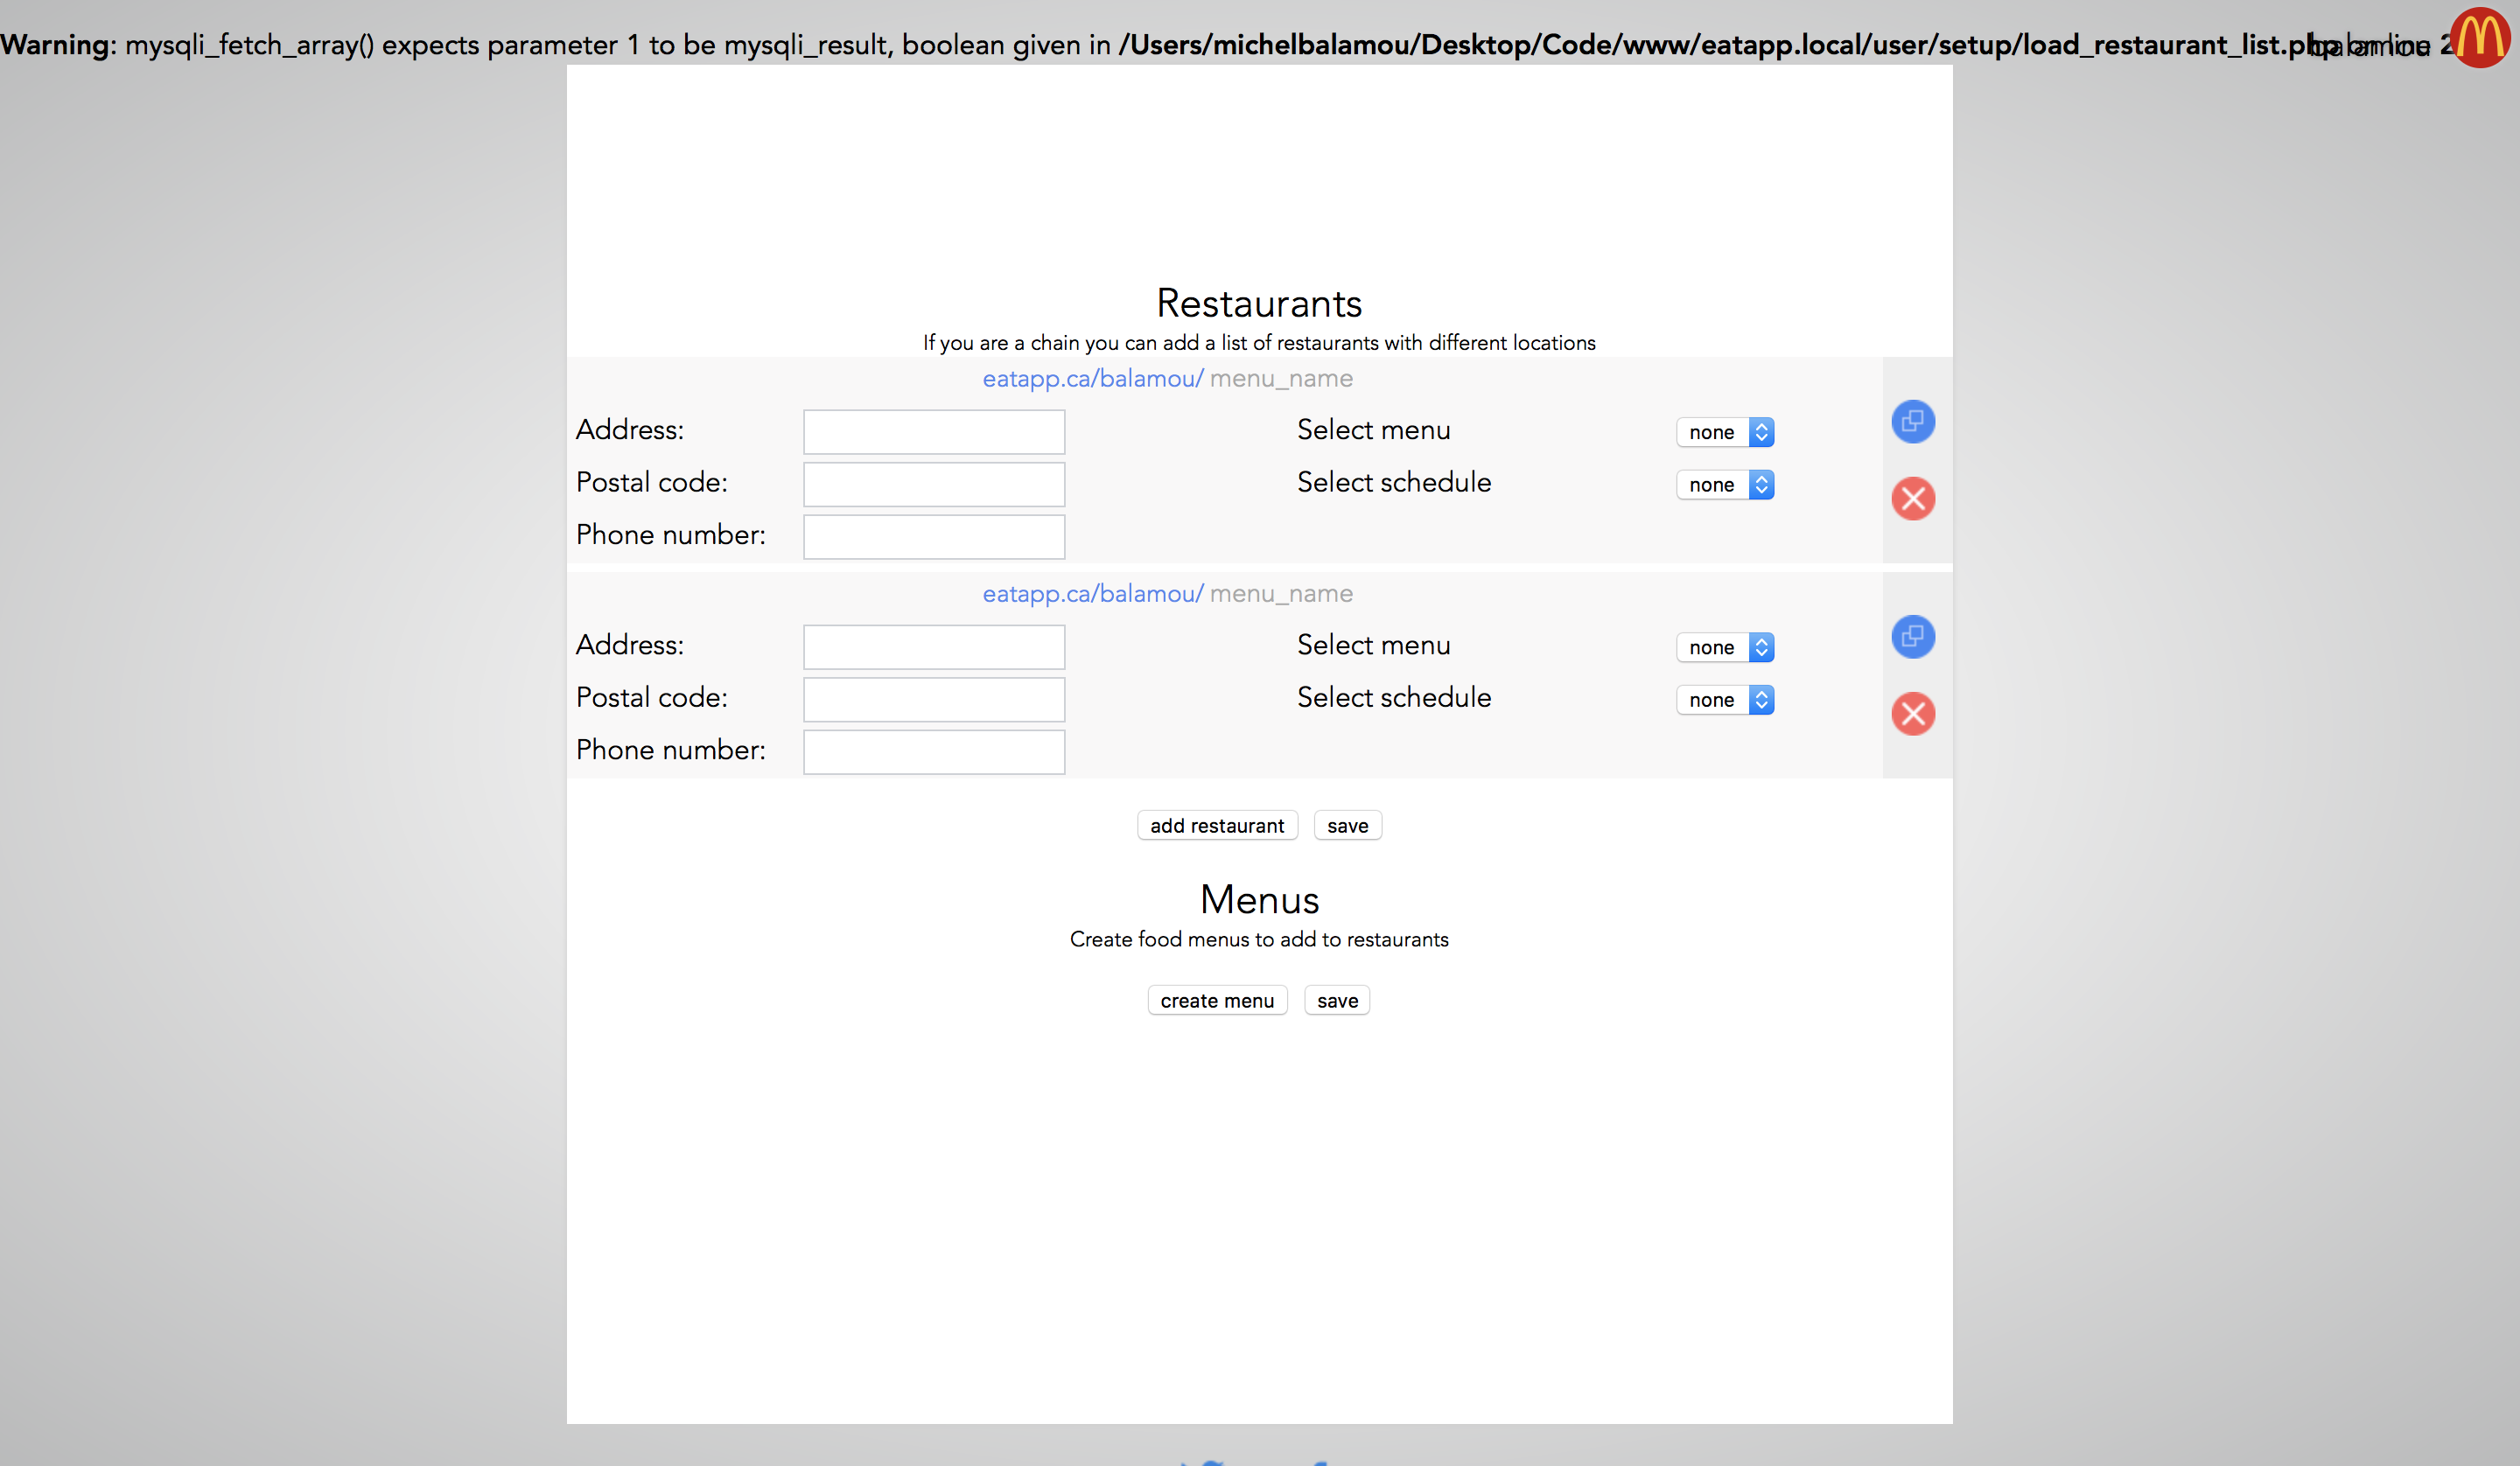 Warning: mysqli_fetch_array() expects parameter 1 to be mysqli_result, boolean given in /Users/michelbalamou/Desktop/Code/www/eatapp.local/user/setup/load_restaurant_list.php on line
balamou
Restaurants
If you are a chain you can add a list of restaurants with different locations
eatapp.ca/balamou/ menu_name
Address: Select menu none
Postal code: Select schedule none
Phone number:
eatapp.ca/balamou/ menu_name
Address: Select menu none
Postal code: Select schedule none
Phone number:
add restaurant save
Menus
Create food menus to add to restaurants
create menu save